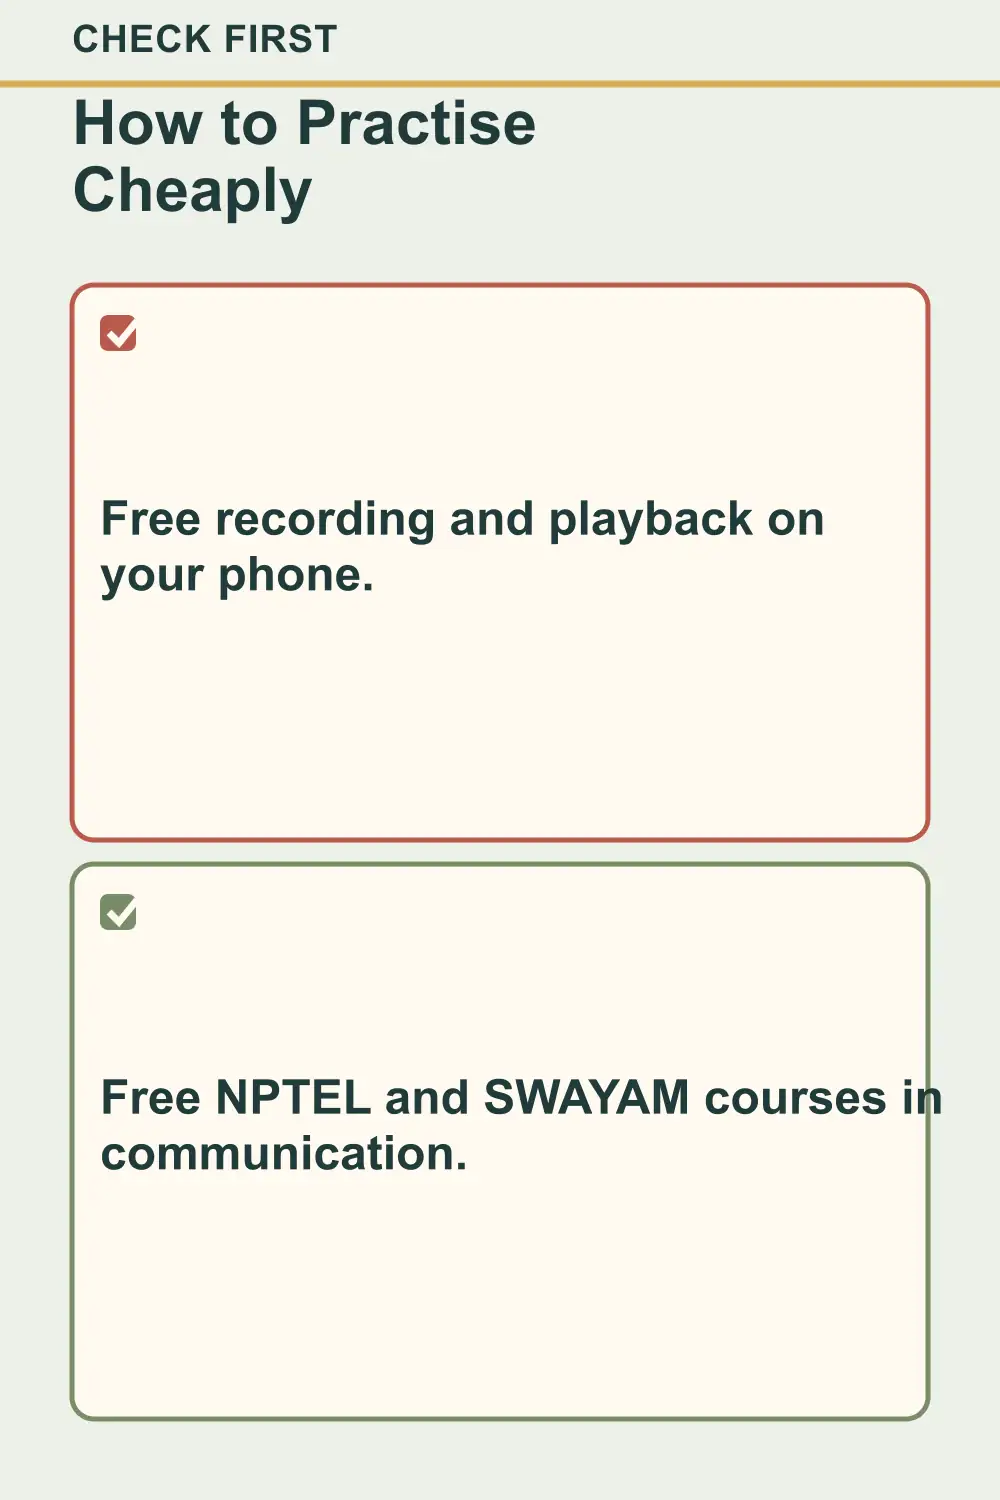 CHECK FIRST
How to Practise
Cheaply
Free recording and playback on
your phone.
Free NPTEL and SWAYAM courses in
communication.